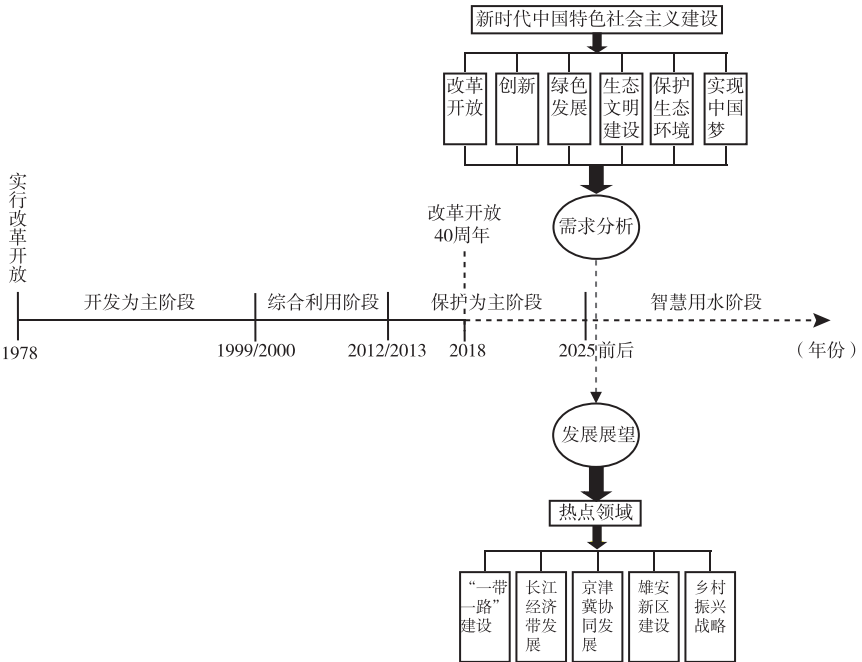 新时代中国特色社会主义建设
改革
开放
创新
绿色
发展
生态
文明
建设
保护
生态
环境
实现
中国
梦
需求分析
实行改革开放
改革开放
40周年
开发为主阶段
综合利用阶段
保护为主阶段
智慧用水阶段
1978
1999/2000
2012/2013
2018
2025前后
（年份）
发展展望
热点领域
“一带
一路”
建设
长江
经济
带发
展
京津
冀协
同发
展
雄安
新区
建设
乡村
振兴
战略